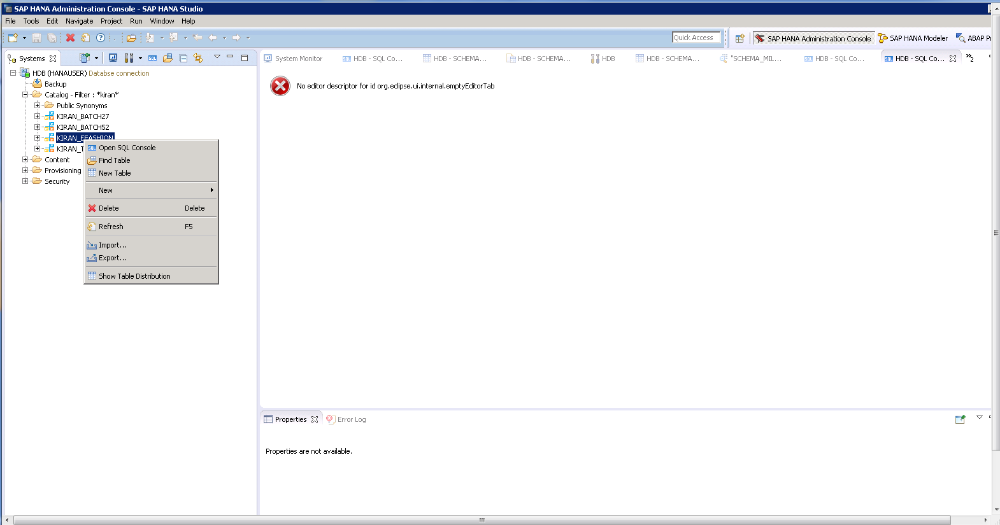 SAP HANA Administration Console - SAP HANA Studio
File Tools Edit Navigate Project Run Window Help
Quick Access SAP HANA Administration Console SAP HANA Modeler ABAP
Systems
HDB (HANAUSER) Databse connection
Backup
Catalog - Filter : *kiran*
Public Synonyms
KIRAN_BATCH27
KIRAN_BATCH52
KIRAN_EFASHION
KIRAN_T
Content
Provisioning
Security
Open SQL Console
Find Table
New Table
New
Delete Delete
Refresh F5
Import...
Export...
Show Table Distribution
System Monitor HDB - SQL Co... HDB - SCHEMA... HDB - SCHEMA... HDB HDB - SCHEMA... "SCHEMA_MIL... HDB - SQL Co... HDB - SQL Co... »2
No editor descriptor for id org.eclipse.ui.internal.emptyEditorTab
Properties Error Log
Properties are not available.